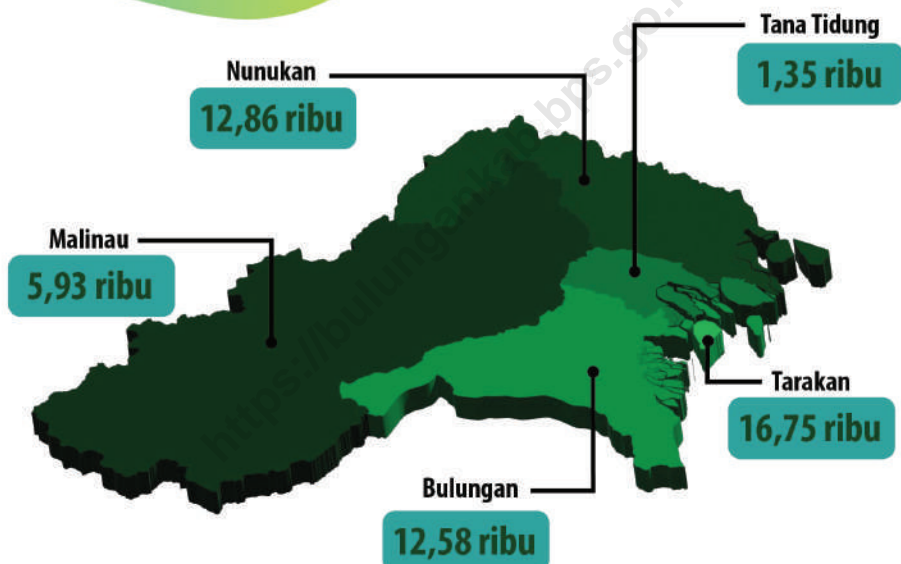 Tana Tidung
1,35 ribu
Nunukan
12,86 ribu
Malinau
5,93 ribu
Tarakan
16,75 ribu
Bulungan
12,58 ribu
https://bulungankab.bps.go.